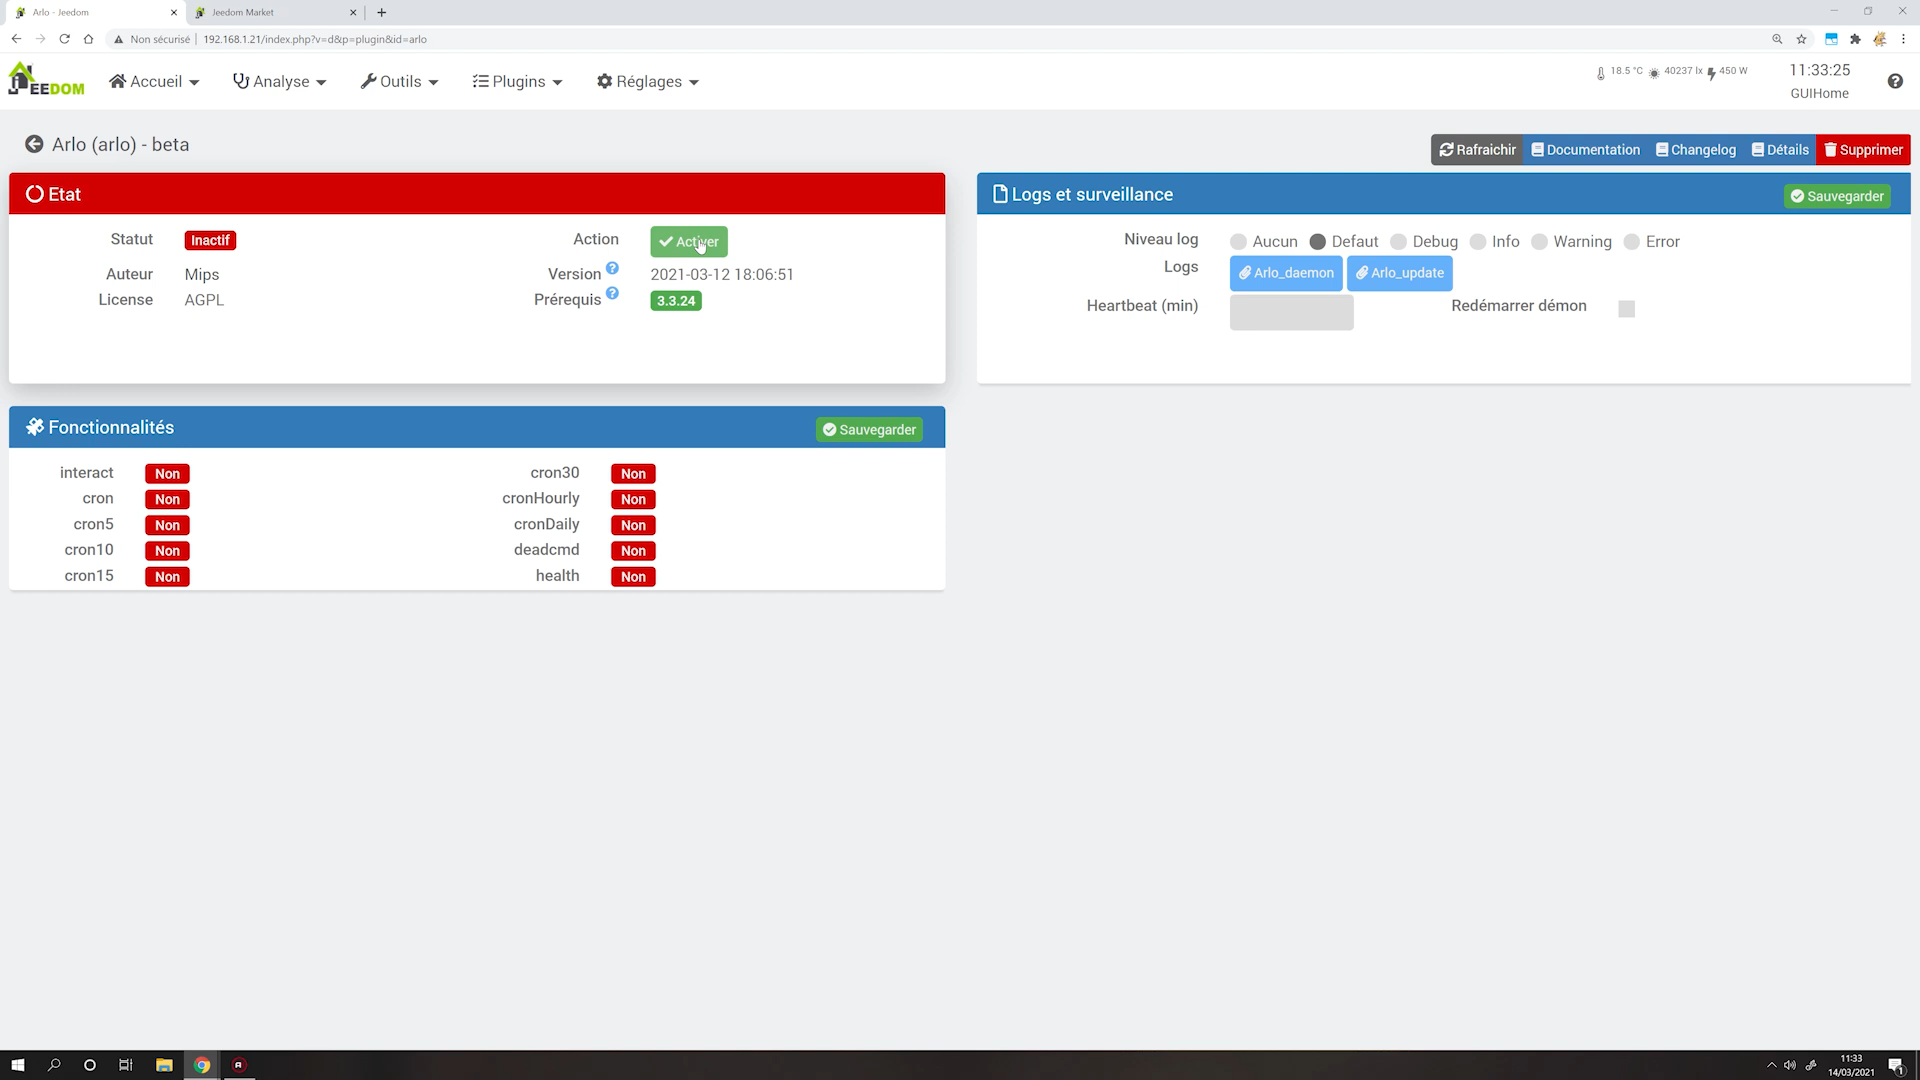 Arlo - Jeedom
Jeedom Market
Non sécurisé
192.168.1.21/index.php?v=d&p=plugin&id=arlo
JEEDOM
Accueil
Analyse
Outils
Plugins
Réglages
18.5 °C
40237 lx
450 W
11:33:25
GUIHome
Arlo (arlo) - beta
Rafraichir
Documentation
Changelog
Détails
Supprimer
Etat
Statut
Inactif
Action
Activer
Auteur
Mips
Version
2021-03-12 18:06:51
License
AGPL
Prérequis
3.3.24
Logs et surveillance
Sauvegarder
Niveau log
Aucun
Defaut
Debug
Info
Warning
Error
Logs
Arlo_daemon
Arlo_update
Heartbeat (min)
Redémarrer démon
Fonctionnalités
Sauvegarder
interact
Non
cron30
Non
cron
Non
cronHourly
Non
cron5
Non
cronDaily
Non
cron10
Non
deadcmd
Non
cron15
Non
health
Non
11:33
14/03/2021
1